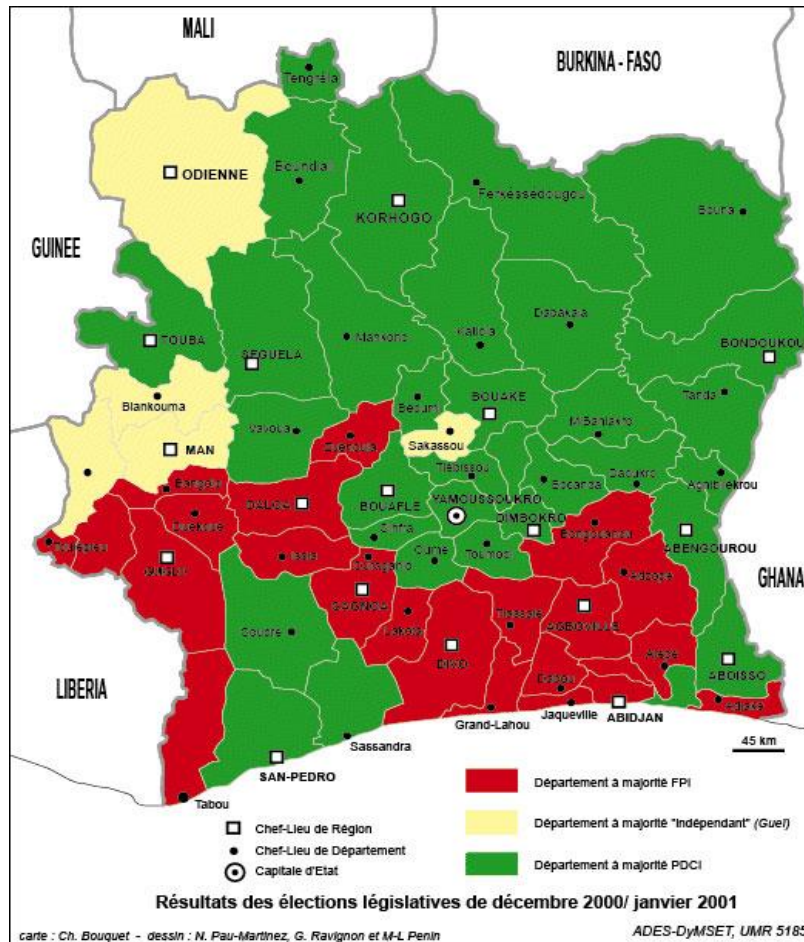 MALI
BURKINA - FASO
Tengréla
ODIENNE
Boundiali
KORHOGO
Ferkéssédougou
Bouna
GUINEE
TOUBA
SEGUELA
Mankono
Katiola
Dabakala
BONDOUKOU
Biankouma
Vavoua
Béoumi
BOUAKE
M'Bahiakro
Tanda
MAN
Zuénoula
Sakassou
Tiébissou
Bocanda
Daoukro
Agnibilékrou
Bangolo
DALOA
BOUAFLE
YAMOUSSOUKRO
DIMBOKRO
Bongouanou
ABENGOUROU
Duékoué
Sinfra
Issia
Oumé
Toumodi
GAGNOA
Adzopé
GHANA
Soubré
Lakota
DIVO
Tiassalé
AGBOVILLE
Alépé
ABOISSO
LIBERIA
Dabou
Adiaké
Grand-Lahou
Jaqueville
ABIDJAN
Sassandra
SAN-PEDRO
Tabou
45 km
Département à majorité FPI
Département à majorité "Indépendant" (Gueï)
Département à majorité PDCI
Chef-Lieu de Région
Chef-Lieu de Département
Capitale d'Etat
Résultats des élections législatives de décembre 2000/ janvier 2001
carte : Ch. Bouquet - dessin : N. Pau-Martinez, G. Ravignon et M-L Penin
ADES-DyMSET, UMR 5185